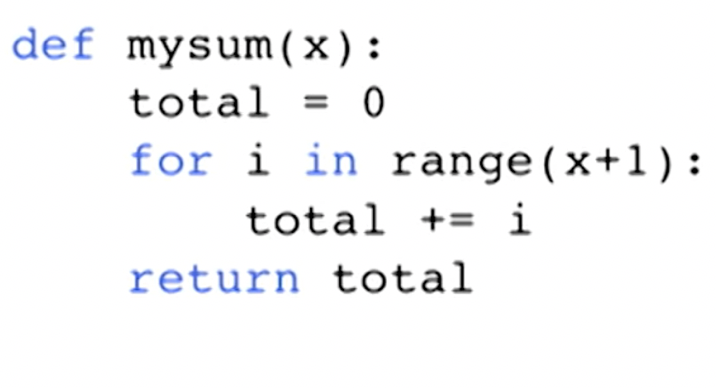 def mysum(x):
    total = 0
    for i in range(x+1):
        total += i
    return total